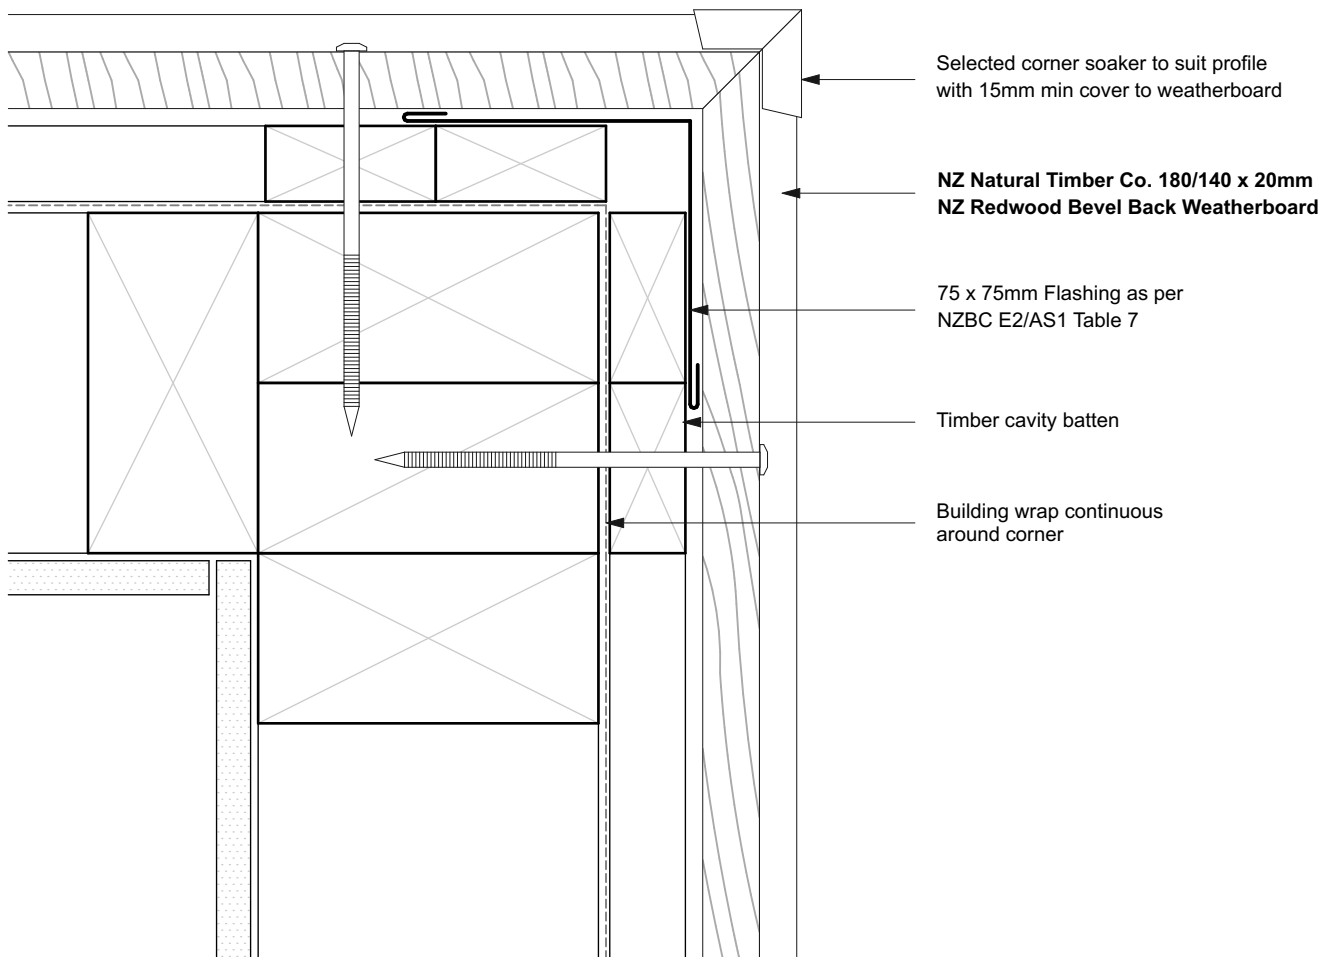 Selected corner soaker to suit profile
with 15mm min cover to weatherboard
NZ Natural Timber Co. 180/140 x 20mm
NZ Redwood Bevel Back Weatherboard
75 x 75mm Flashing as per
NZBC E2/AS1 Table 7
Timber cavity batten
Building wrap continuous
around corner